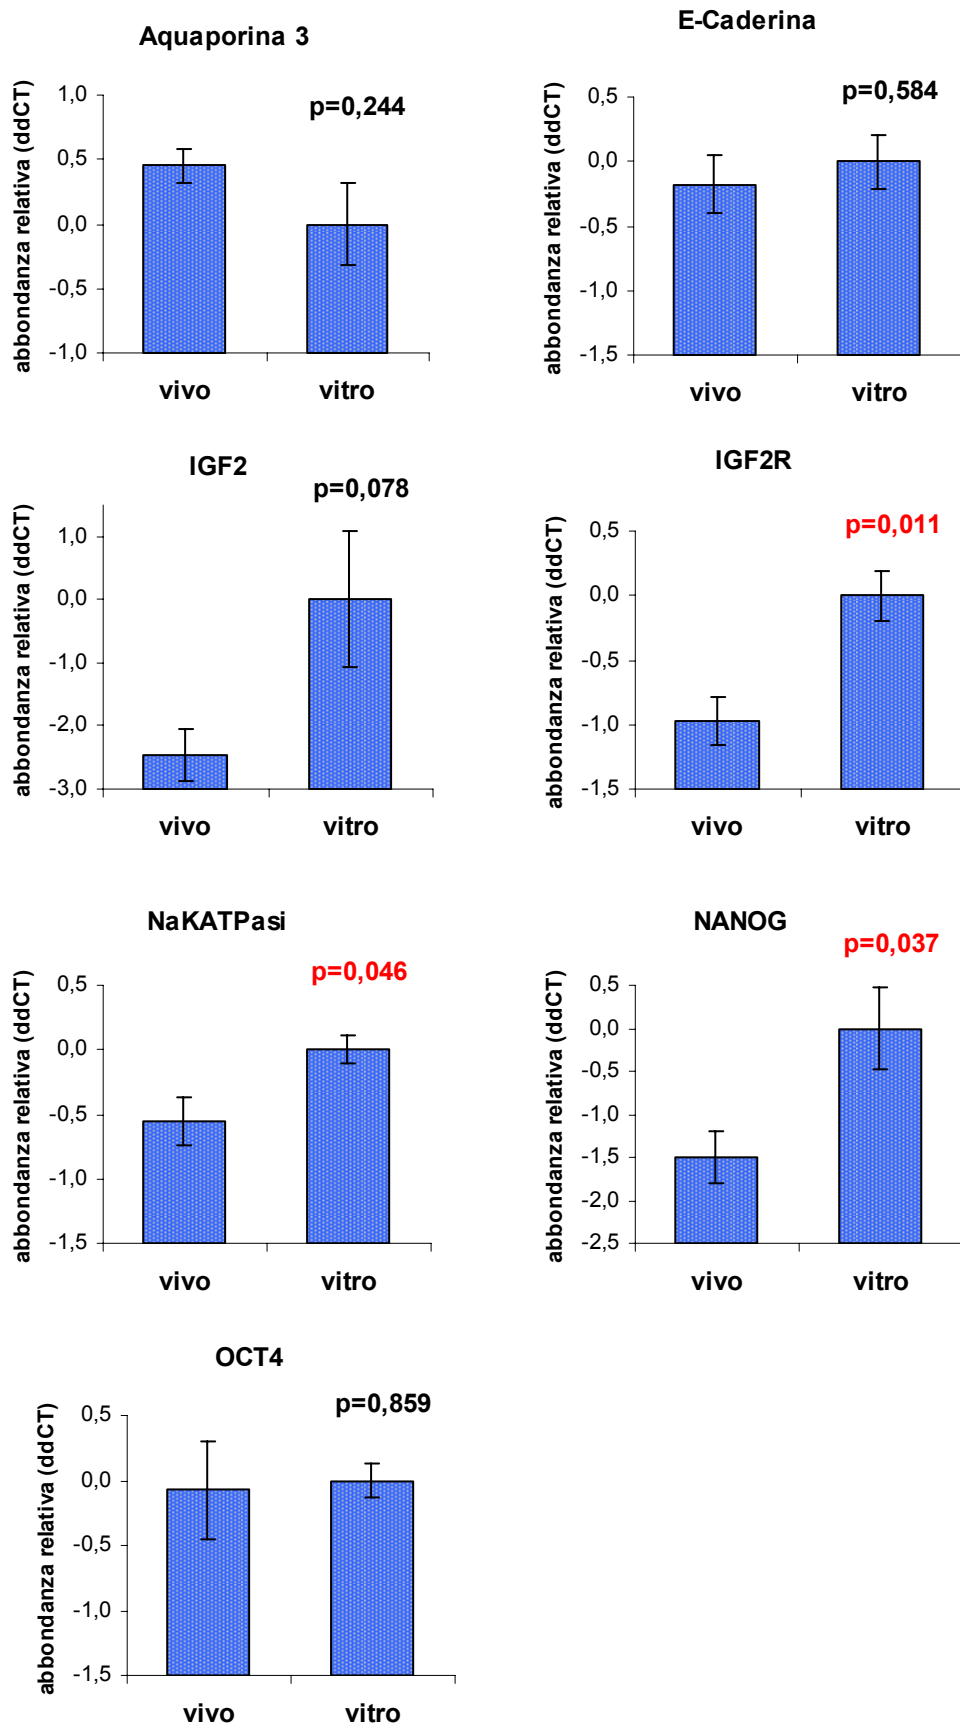 Aquaporina 3
abbondanza relativa (ddCT)
1,0
0,5
0,0
-0,5
-1,0
p=0,244
vivo
vitro
E-Caderina
abbondanza relativa (ddCT)
0,5
0,0
-0,5
-1,0
-1,5
p=0,584
vivo
vitro
IGF2
abbondanza relativa (ddCT)
1,0
0,0
-1,0
-2,0
-3,0
p=0,078
vivo
vitro
IGF2R
abbondanza relativa (ddCT)
0,5
0,0
-0,5
-1,0
-1,5
p=0,011
vivo
vitro
NaKATPasi
abbondanza relativa (ddCT)
0,5
0,0
-0,5
-1,0
-1,5
p=0,046
vivo
vitro
NANOG
abbondanza relativa (ddCT)
0,5
0,0
-0,5
-1,0
-1,5
-2,0
-2,5
p=0,037
vivo
vitro
OCT4
abbondanza relativa (ddCT)
0,5
0,0
-0,5
-1,0
-1,5
p=0,859
vivo
vitro